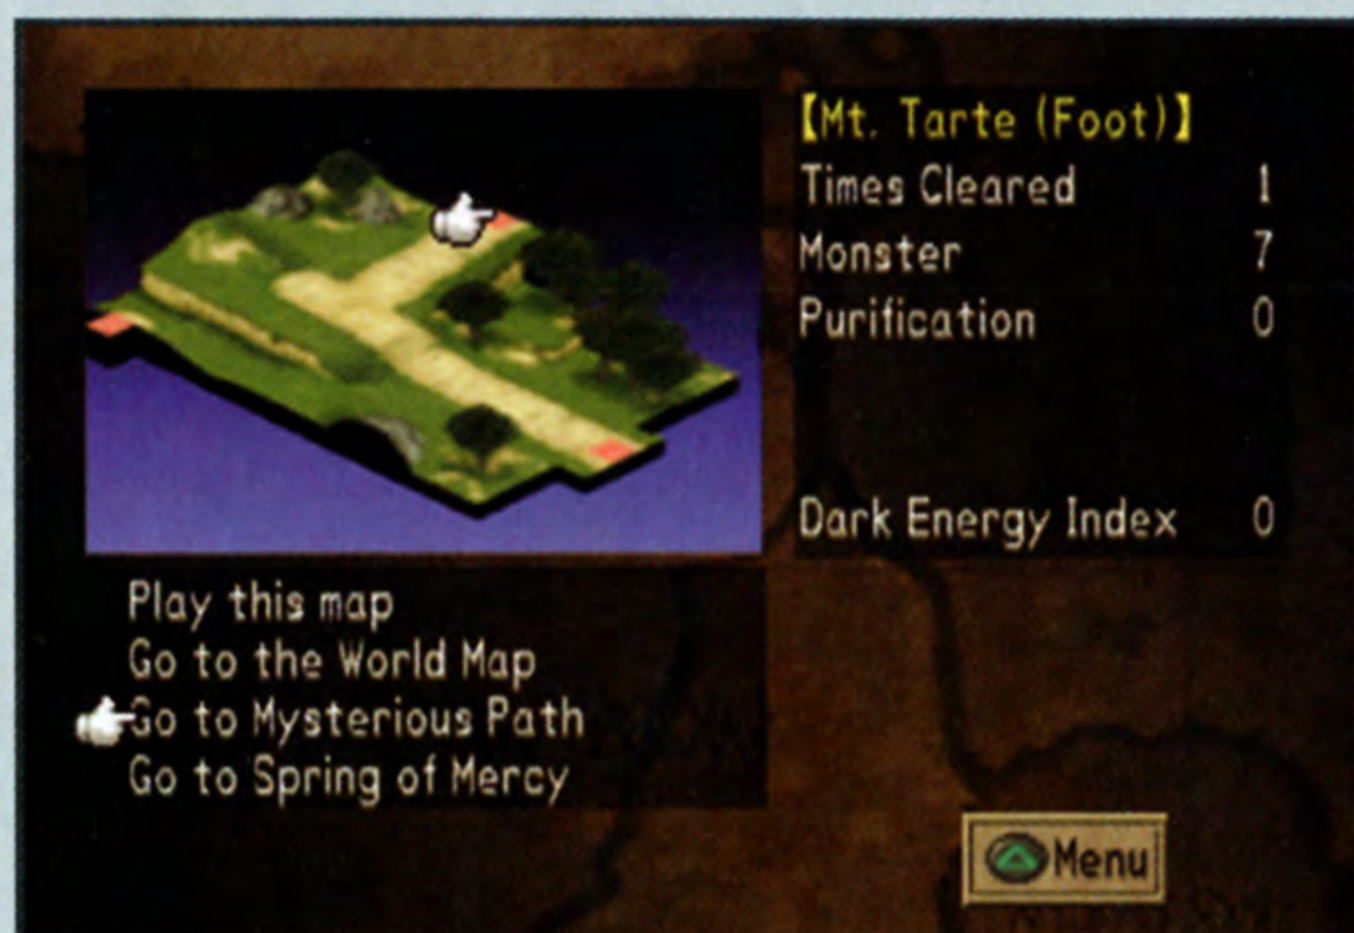 【Mt. Tarte (Foot)】
Times Cleared 1
Monster 7
Purification 0
Dark Energy Index 0
Play this map
Go to the World Map
Go to Mysterious Path
Go to Spring of Mercy
Menu